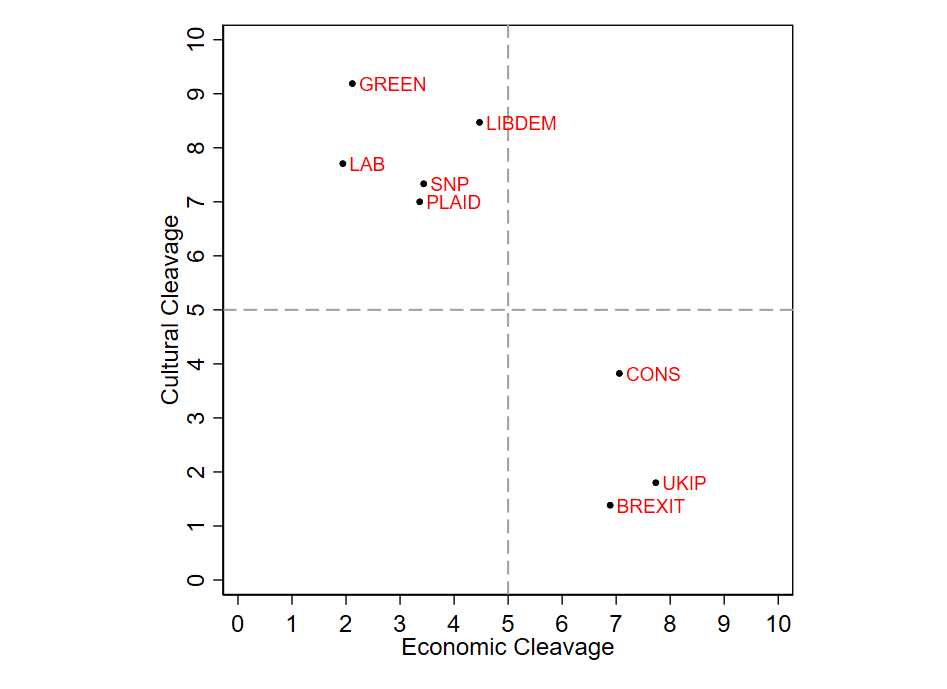 10
9
8
7
6
5
4
3
2
1
0
Cultural Cleavage
GREEN
LIBDEM
LAB
SNP
PLAID
CONS
UKIP
BREXIT
0 1 2 3 4 5 6 7 8 9 10
Economic Cleavage